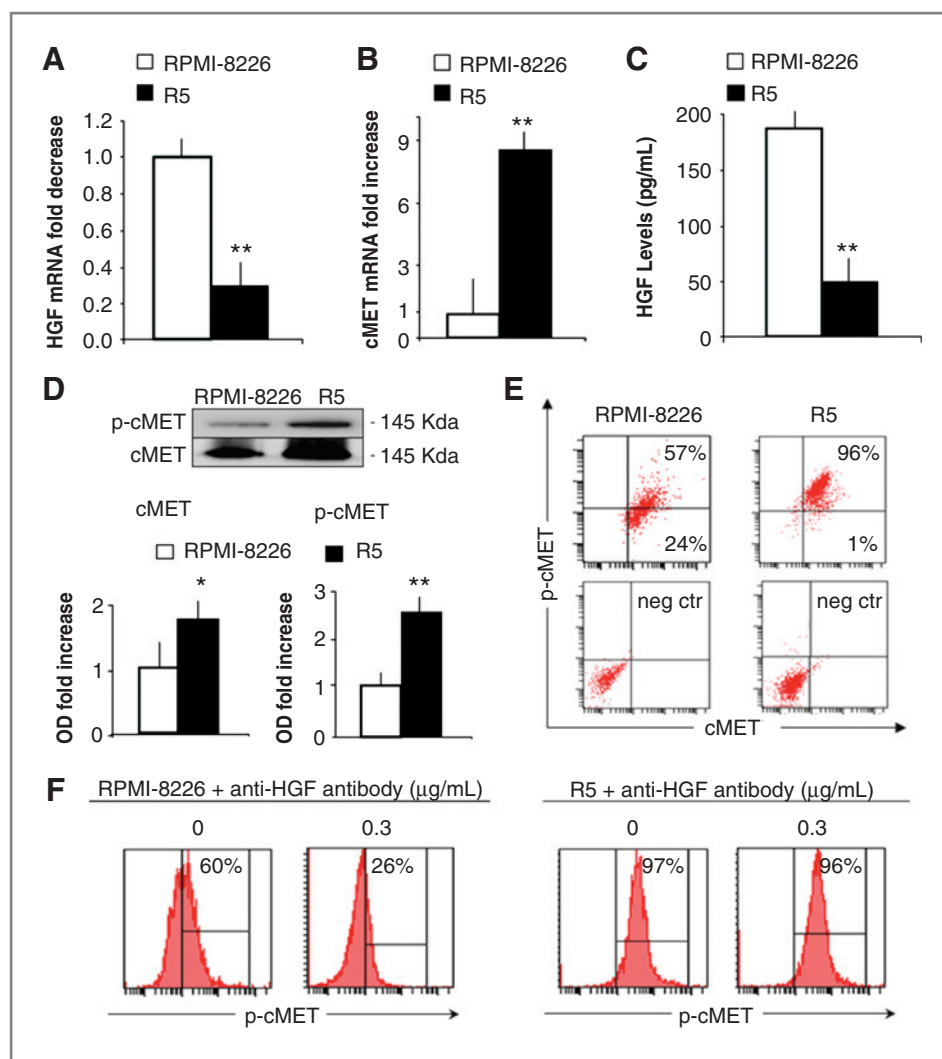 A
RPMI-8226
R5
HGF mRNA fold decrease
1.2
1.0
0.8
0.6
0.4
0.2
0.0
**
B
RPMI-8226
R5
cMET mRNA fold increase
9
6
3
1
0
**
C
RPMI-8226
R5
HGF Levels (pg/mL)
200
150
100
50
0
**
D
RPMI-8226 R5
p-cMET - 145 Kda
cMET - 145 Kda
cMET p-cMET
RPMI-8226 R5
OD fold increase
2
1
0
*
OD fold increase
3
2
1
0
**
E
RPMI-8226 R5
57% 96%
24% 1%
neg ctr neg ctr
p-cMET
cMET
F
RPMI-8226 + anti-HGF antibody (μg/mL)
0 0.3
60% 26%
p-cMET
R5 + anti-HGF antibody (μg/mL)
0 0.3
97% 96%
p-cMET